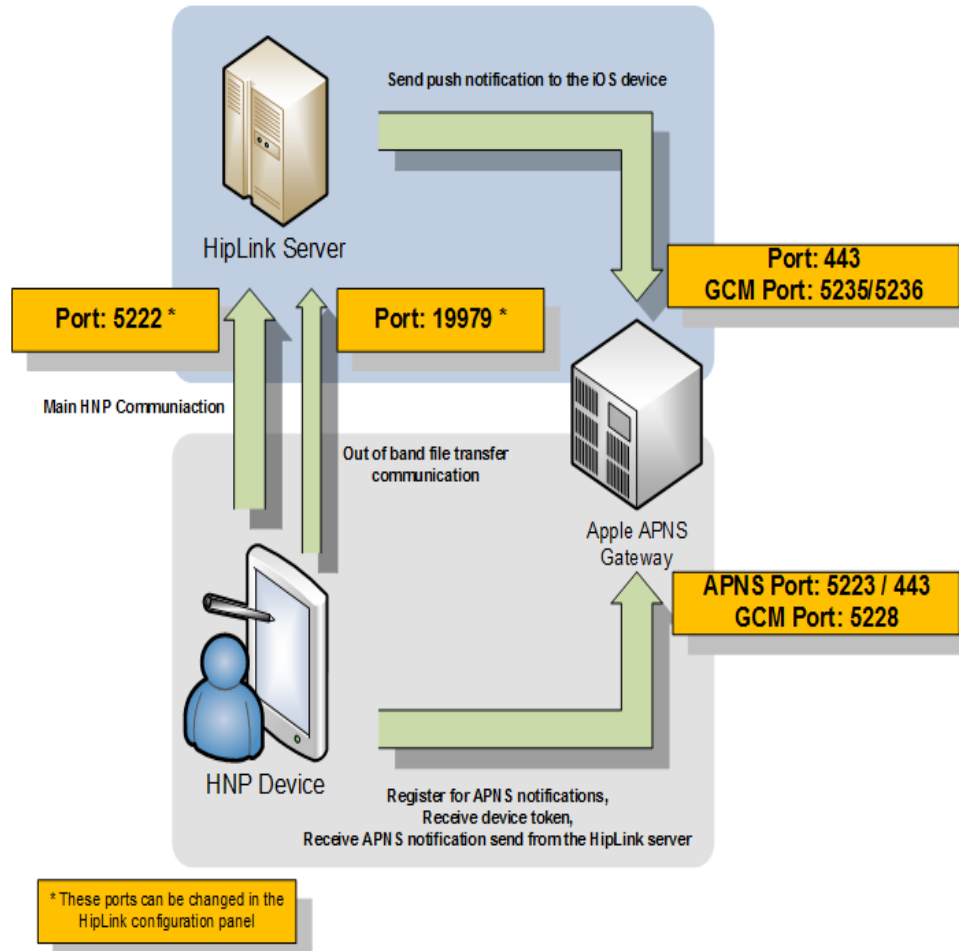 Send push notification to the iOS device
HipLink Server
Port: 443
GCM Port: 5235/5236
Port: 5222 *
Port: 19979 *
Main HNP Communiaction
Out of band file transfer
communication
Apple APNS
Gateway
APNS Port: 5223 / 443
GCM Port: 5228
HNP Device
Register for APNS notifications,
Receive device token,
Receive APNS notification send from the HipLink server
* These ports can be changed in the
HipLink configuration panel